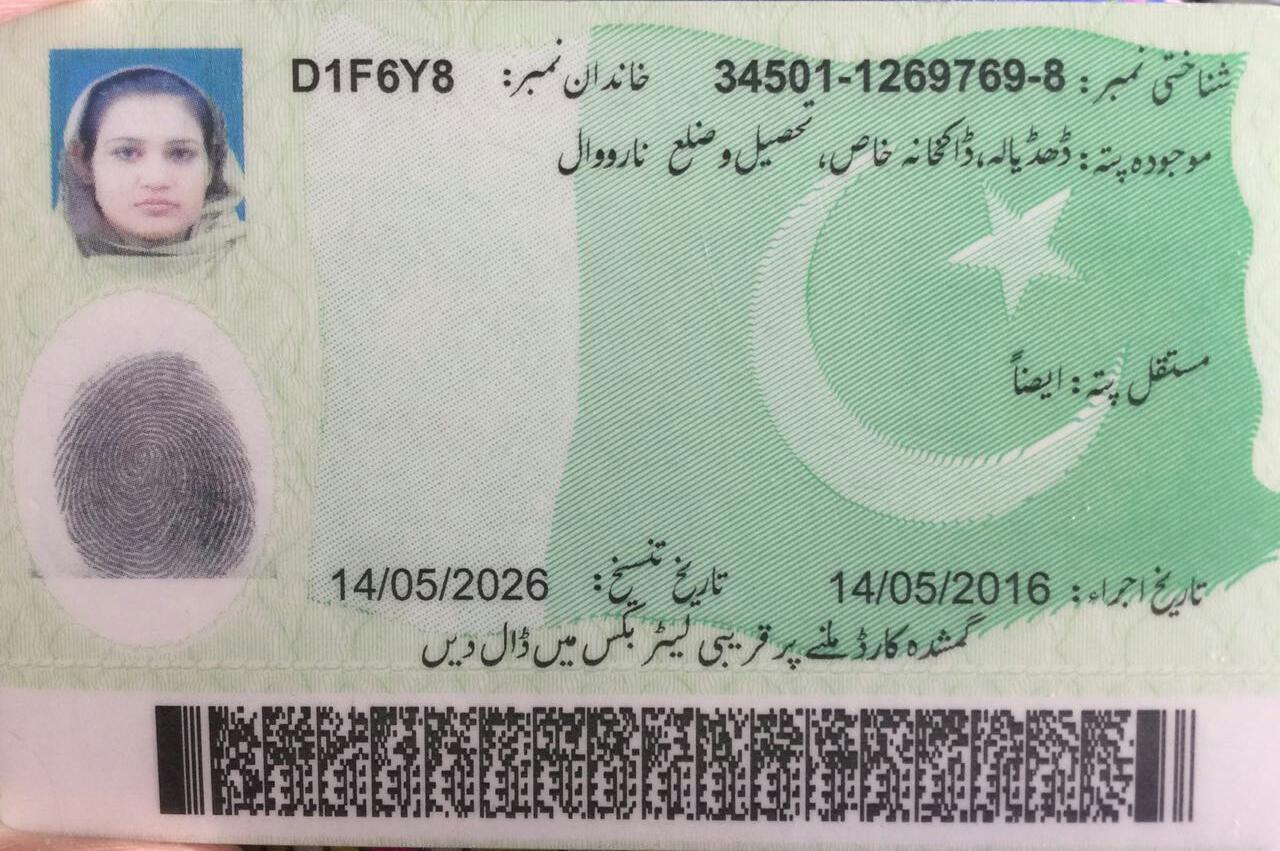 شناختی نمبر: 34501-1269769-8 خاندان نمبر: D1F6Y8
موجودہ پتہ: ڈھڈیالہ، ڈاکخانہ خاص، تحصیل و ضلع نارووال
مستقل پتہ: ایضاً
تاریخ اجراء: 14/05/2016 تاریخ تنسیخ: 14/05/2026
گمشدہ کارڈ ملنے پر قریبی لیٹر بکس میں ڈال دیں